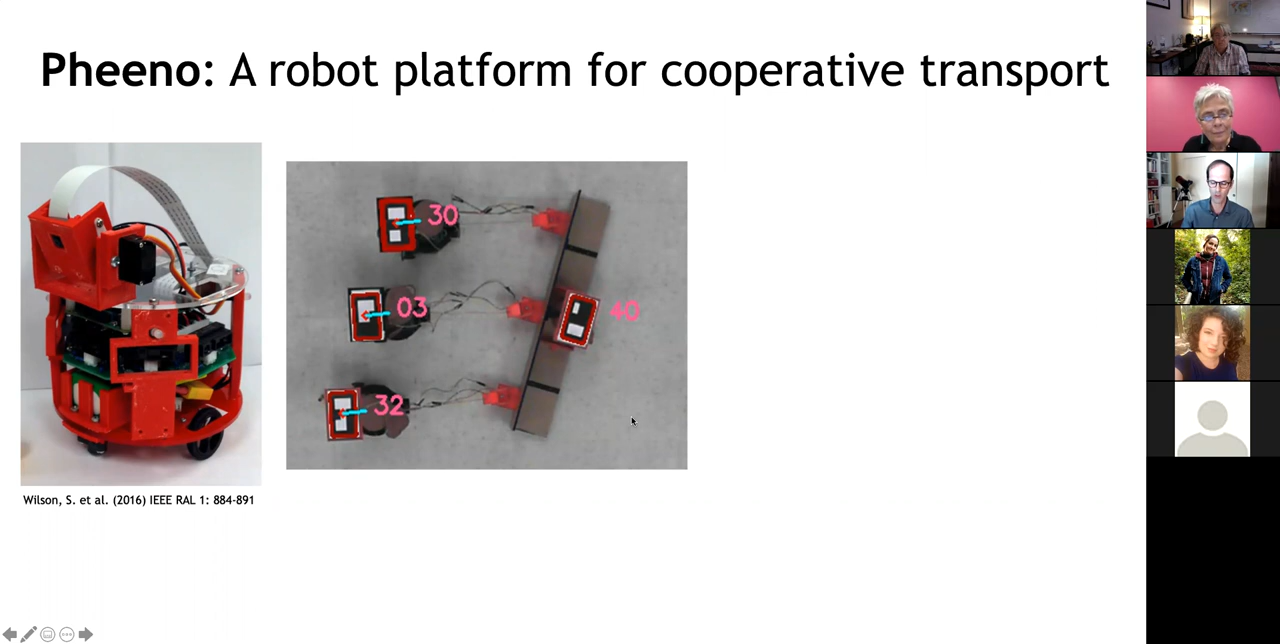 Pheeno: A robot platform for cooperative transport
30
03
40
32
Wilson, S. et al. (2016) IEEE RAL 1: 884-891